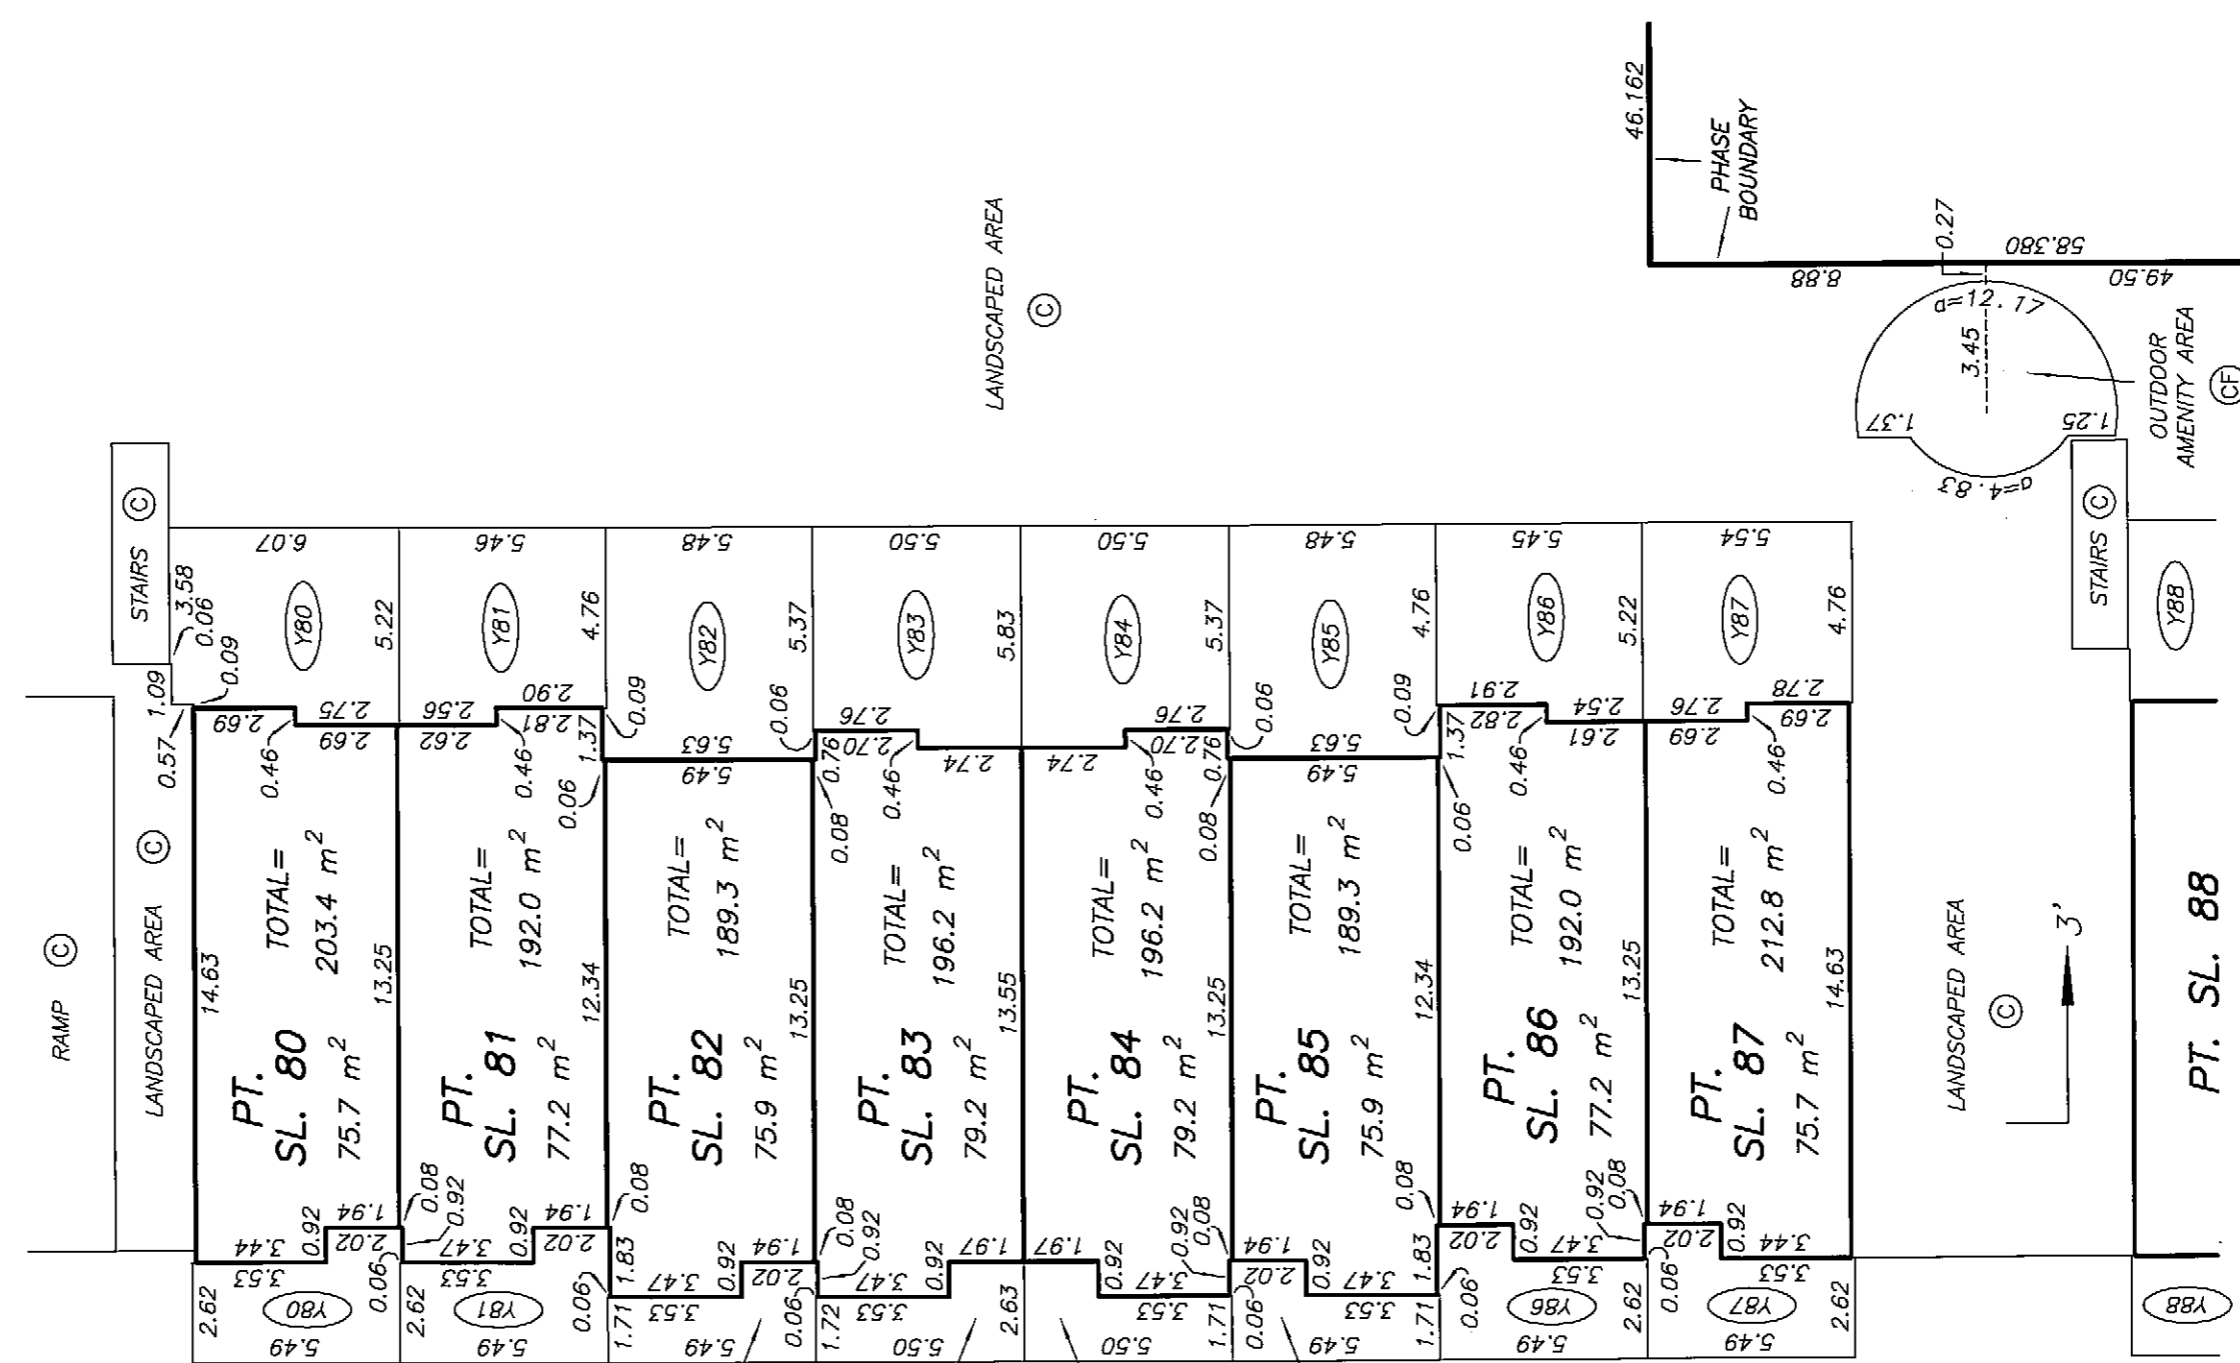 46.162
PHASE
BOUNDARY
0.27
58.380
8.88
49.50
LANDSCAPED AREA
C
a=12.17
3.45
1.37
1.25
a=4.83
OUTDOOR
AMENITY AREA
CF
STAIRS C
STAIRS C
6.07
5.46
5.48
5.50
5.50
5.48
5.45
5.54
3.58
0.06
0.09
1.09
0.57
Y80
5.22
Y81
4.76
Y82
5.37
Y83
5.83
Y84
5.37
Y85
4.76
Y86
5.22
Y87
4.76
Y88
2.69
2.75
2.69
0.46
2.56
2.62
2.90
2.81
0.46
1.37
0.09
0.06
5.63
5.49
0.06
0.76
0.08
2.76
2.70
0.46
2.74
2.74
2.76
2.70
0.46
0.76
0.06
0.08
5.63
5.49
0.09
1.37
0.06
2.91
2.82
0.46
2.54
2.61
2.76
2.69
0.46
2.78
2.69
RAMP C
LANDSCAPED AREA C
14.63
PT.
SL. 80
75.7 m2
TOTAL=
203.4 m2
13.25
PT.
SL. 81
77.2 m2
TOTAL=
192.0 m2
12.34
PT.
SL. 82
75.9 m2
TOTAL=
189.3 m2
13.25
PT.
SL. 83
79.2 m2
TOTAL=
196.2 m2
13.55
PT.
SL. 84
79.2 m2
TOTAL=
196.2 m2
13.25
PT.
SL. 85
75.9 m2
TOTAL=
189.3 m2
12.34
PT.
SL. 86
77.2 m2
TOTAL=
192.0 m2
13.25
PT.
SL. 87
75.7 m2
TOTAL=
212.8 m2
14.63
LANDSCAPED AREA
C
3'
PT. SL. 88
3.44
3.53
0.92
1.94
2.02
0.08
0.92
0.06
3.47
3.53
0.92
1.94
2.02
0.08
1.83
0.06
3.47
3.53
0.92
1.94
2.02
0.08
0.92
0.06
3.47
3.53
0.92
1.97
1.97
0.92
3.47
3.53
0.92
0.08
0.06
1.94
2.02
0.92
3.47
3.53
1.83
0.08
0.06
1.94
2.02
0.92
3.47
3.53
0.92
0.08
0.06
1.94
2.02
0.92
3.44
3.53
2.62
Y80
5.49
2.62
Y81
5.49
1.71
5.49
1.72
5.50
2.63
5.50
1.71
5.49
1.71
Y86
5.49
2.62
Y87
5.49
2.62
Y88